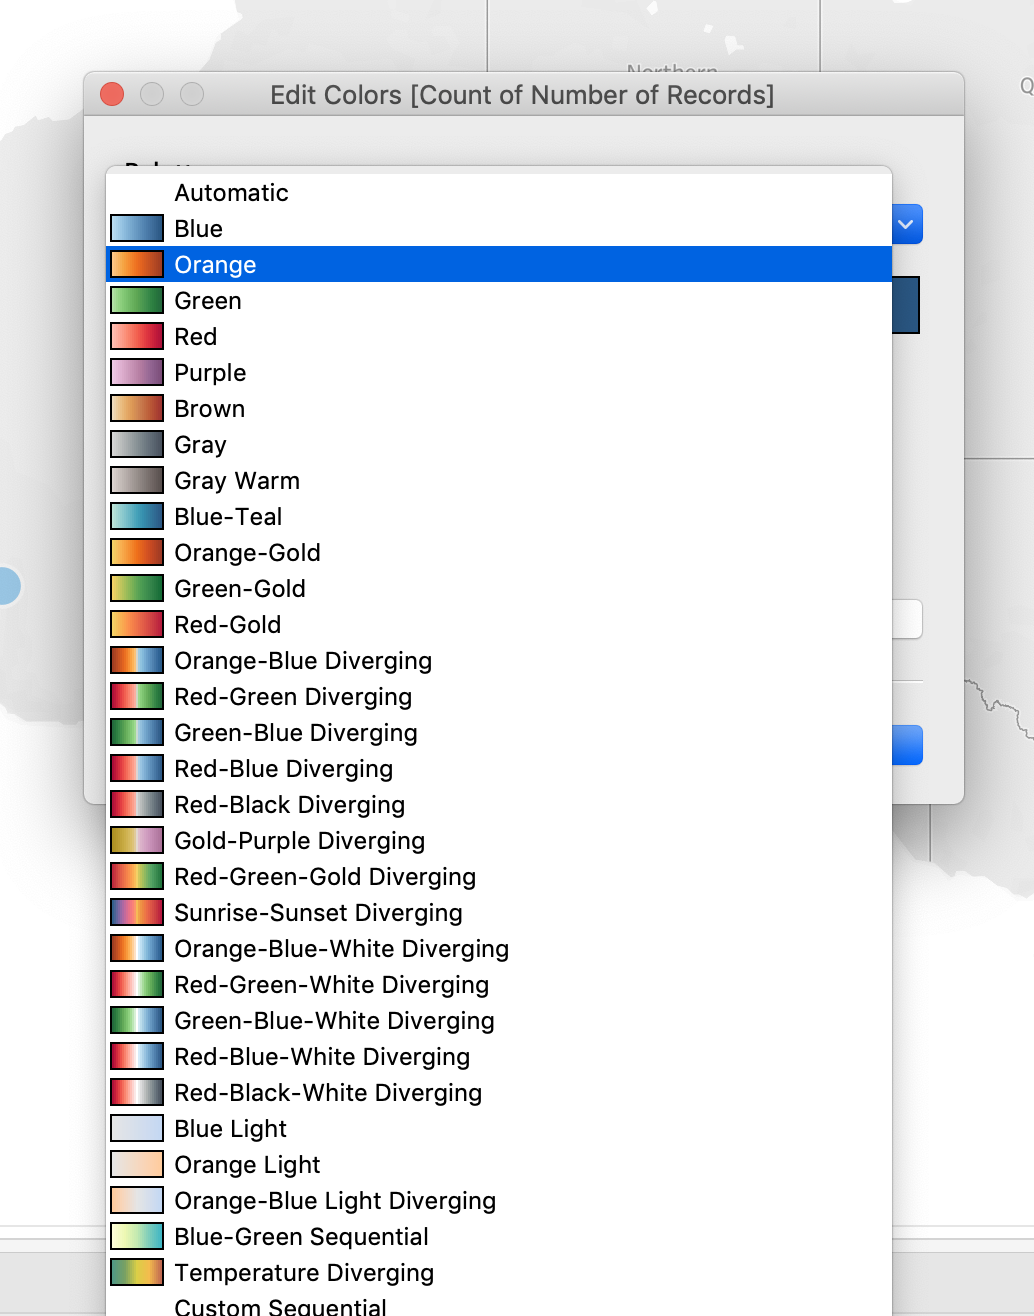 Northern
Q
Edit Colors [Count of Number of Records]
Automatic
Blue
Orange
Green
Red
Purple
Brown
Gray
Gray Warm
Blue-Teal
Orange-Gold
Green-Gold
Red-Gold
Orange-Blue Diverging
Red-Green Diverging
Green-Blue Diverging
Red-Blue Diverging
Red-Black Diverging
Gold-Purple Diverging
Red-Green-Gold Diverging
Sunrise-Sunset Diverging
Orange-Blue-White Diverging
Red-Green-White Diverging
Green-Blue-White Diverging
Red-Blue-White Diverging
Red-Black-White Diverging
Blue Light
Orange Light
Orange-Blue Light Diverging
Blue-Green Sequential
Temperature Diverging
Custom Sequential